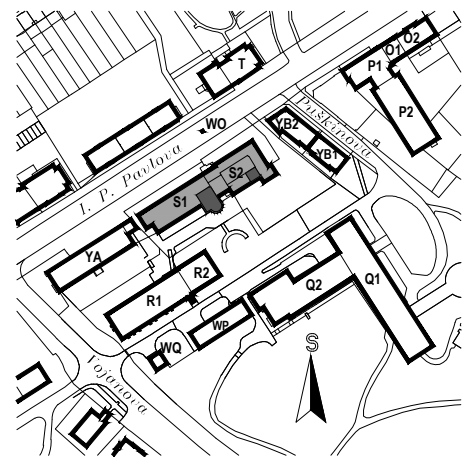 O2
O1
P1
T
P2
WO
YB2
Puškinova
YB1
I. P. Pavlova
S2
S1
YA
R2
Q1
Q2
R1
WP
WQ
S
Vojanova